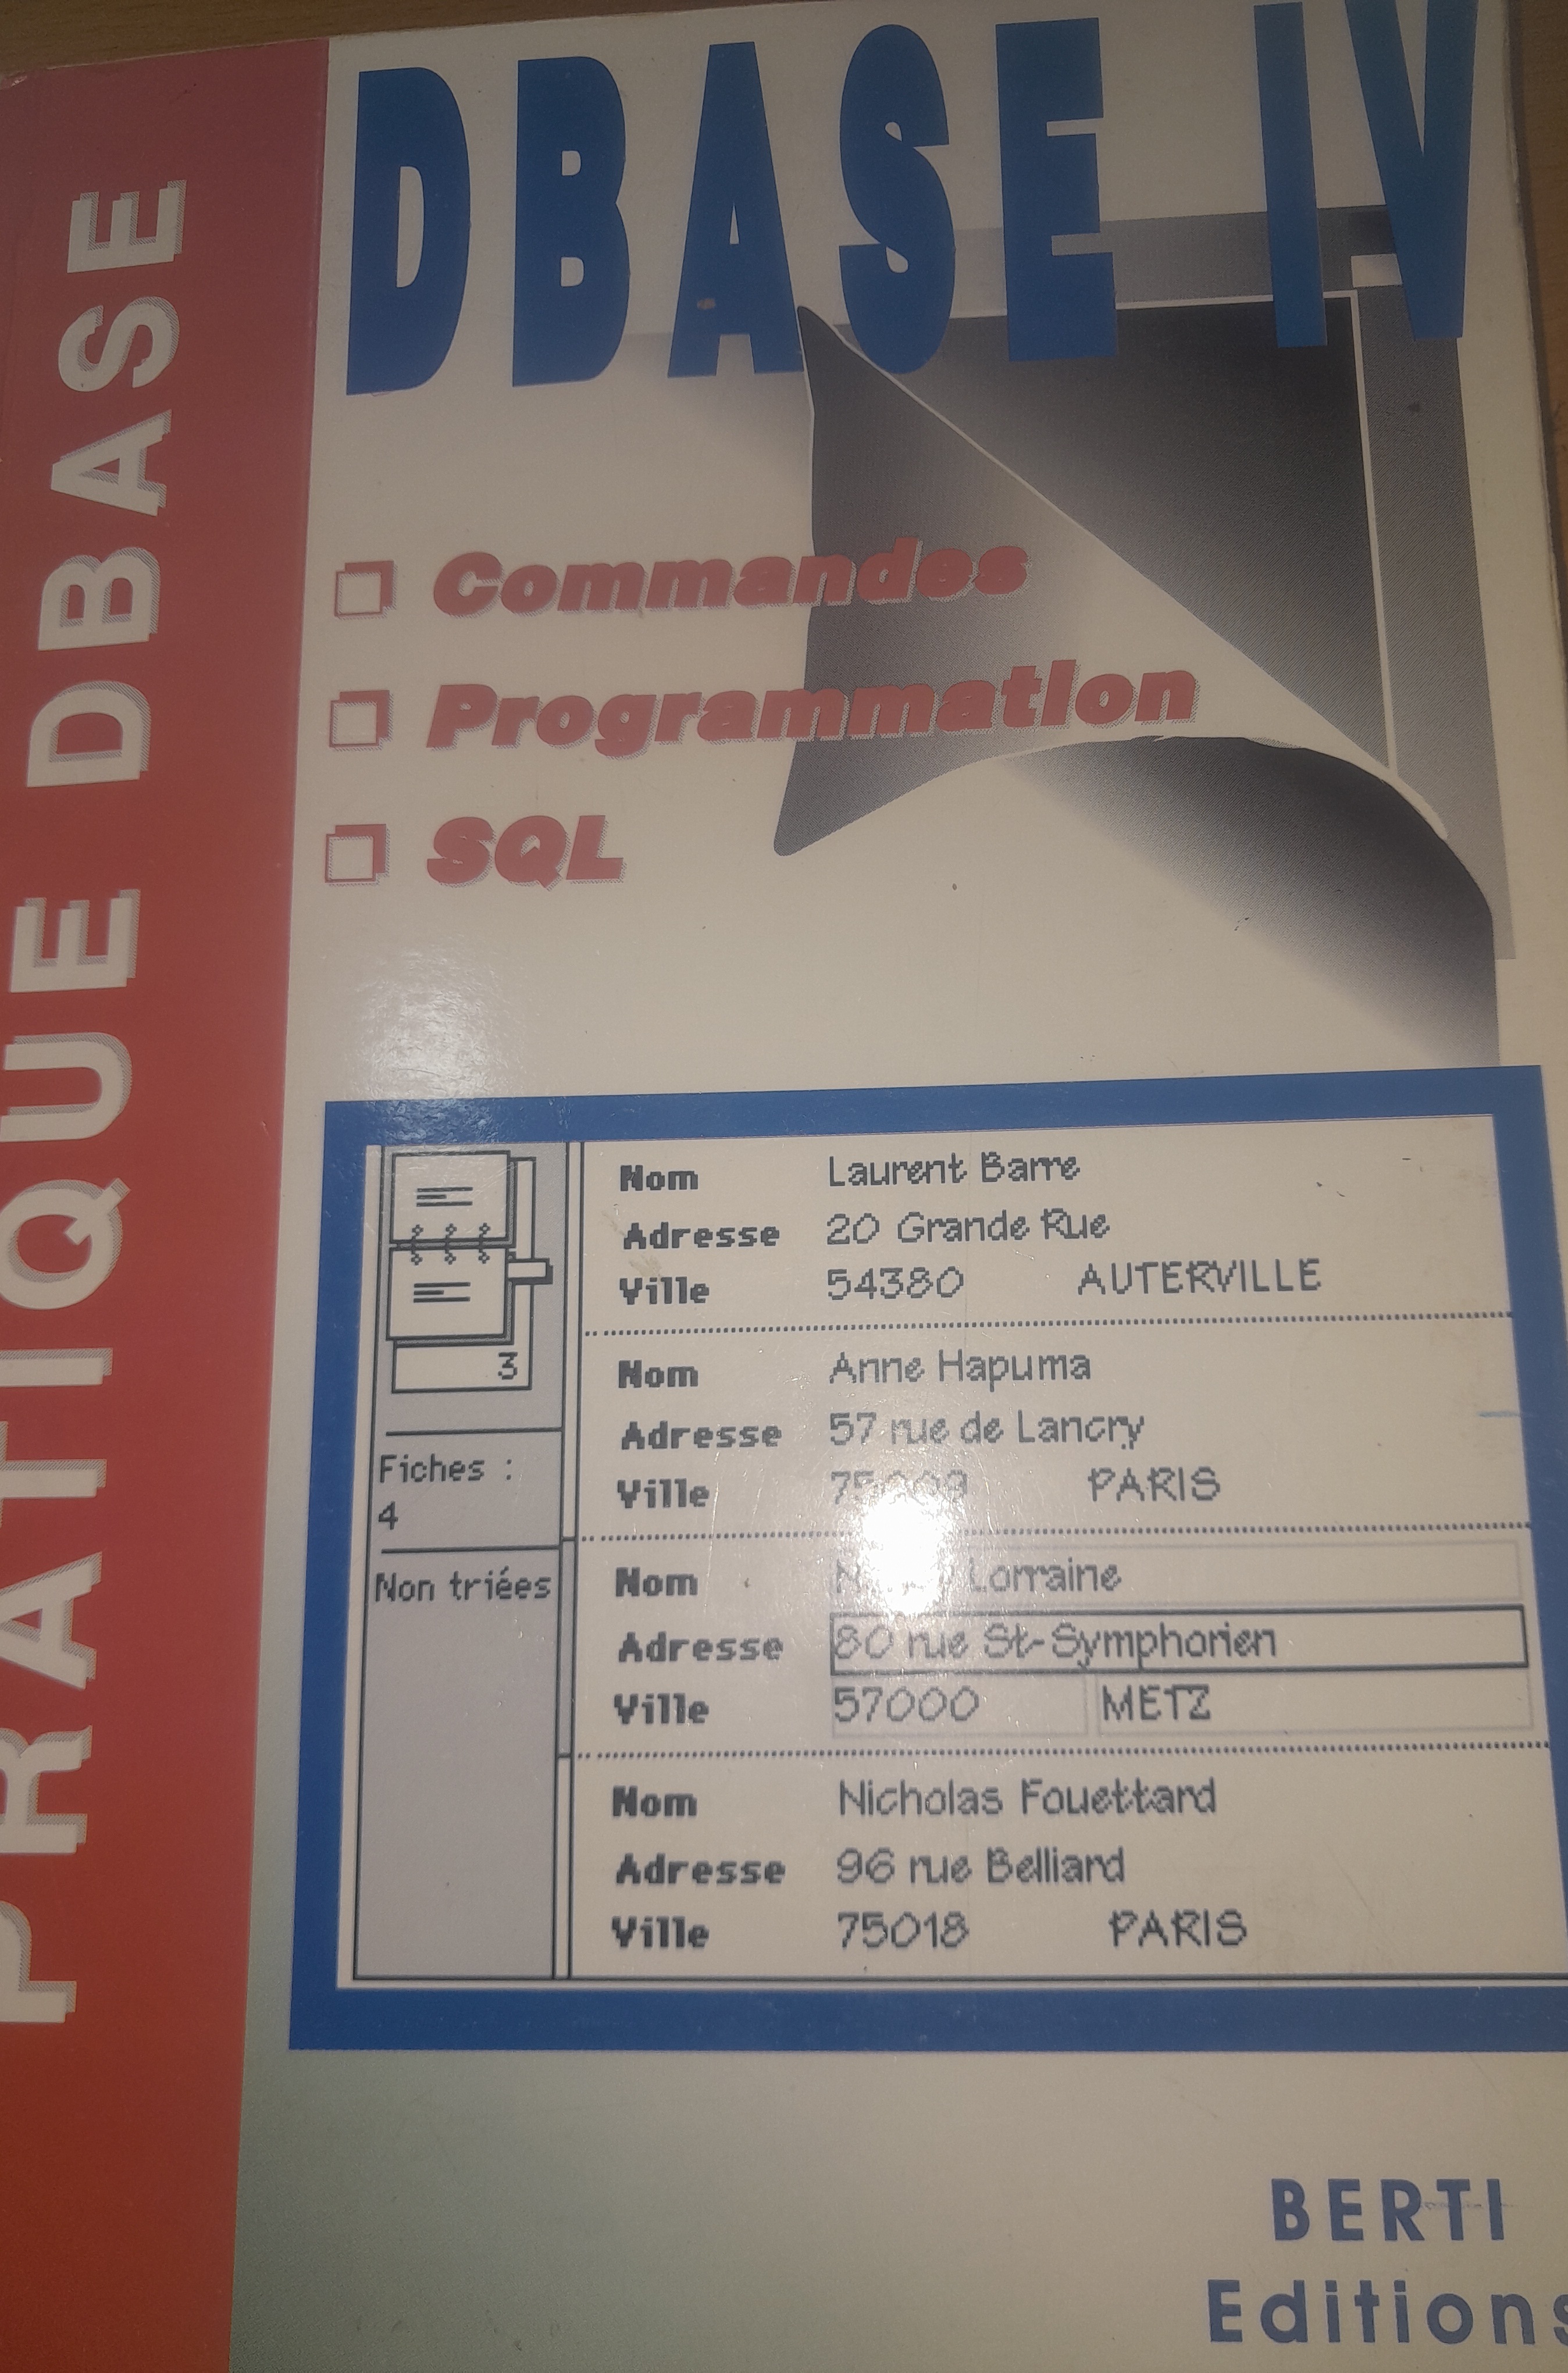 PRATIQUE DBASE
DBASE IV
Commandes
Programmation
SQL
3
Fiches :
4
Non triées
Nom Laurent Barre
Adresse 20 Grande Rue
Ville 54380 AUTERVILLE
Nom Anne Hapuma
Adresse 57 rue de Lancry
Ville PARIS
Nom Lorraine
Adresse 80 rue St-Symphorien
Ville 57000 METZ
Nom Nicholas Fouettard
Adresse 96 rue Belliard
Ville 75018 PARIS
BERTI
Editions